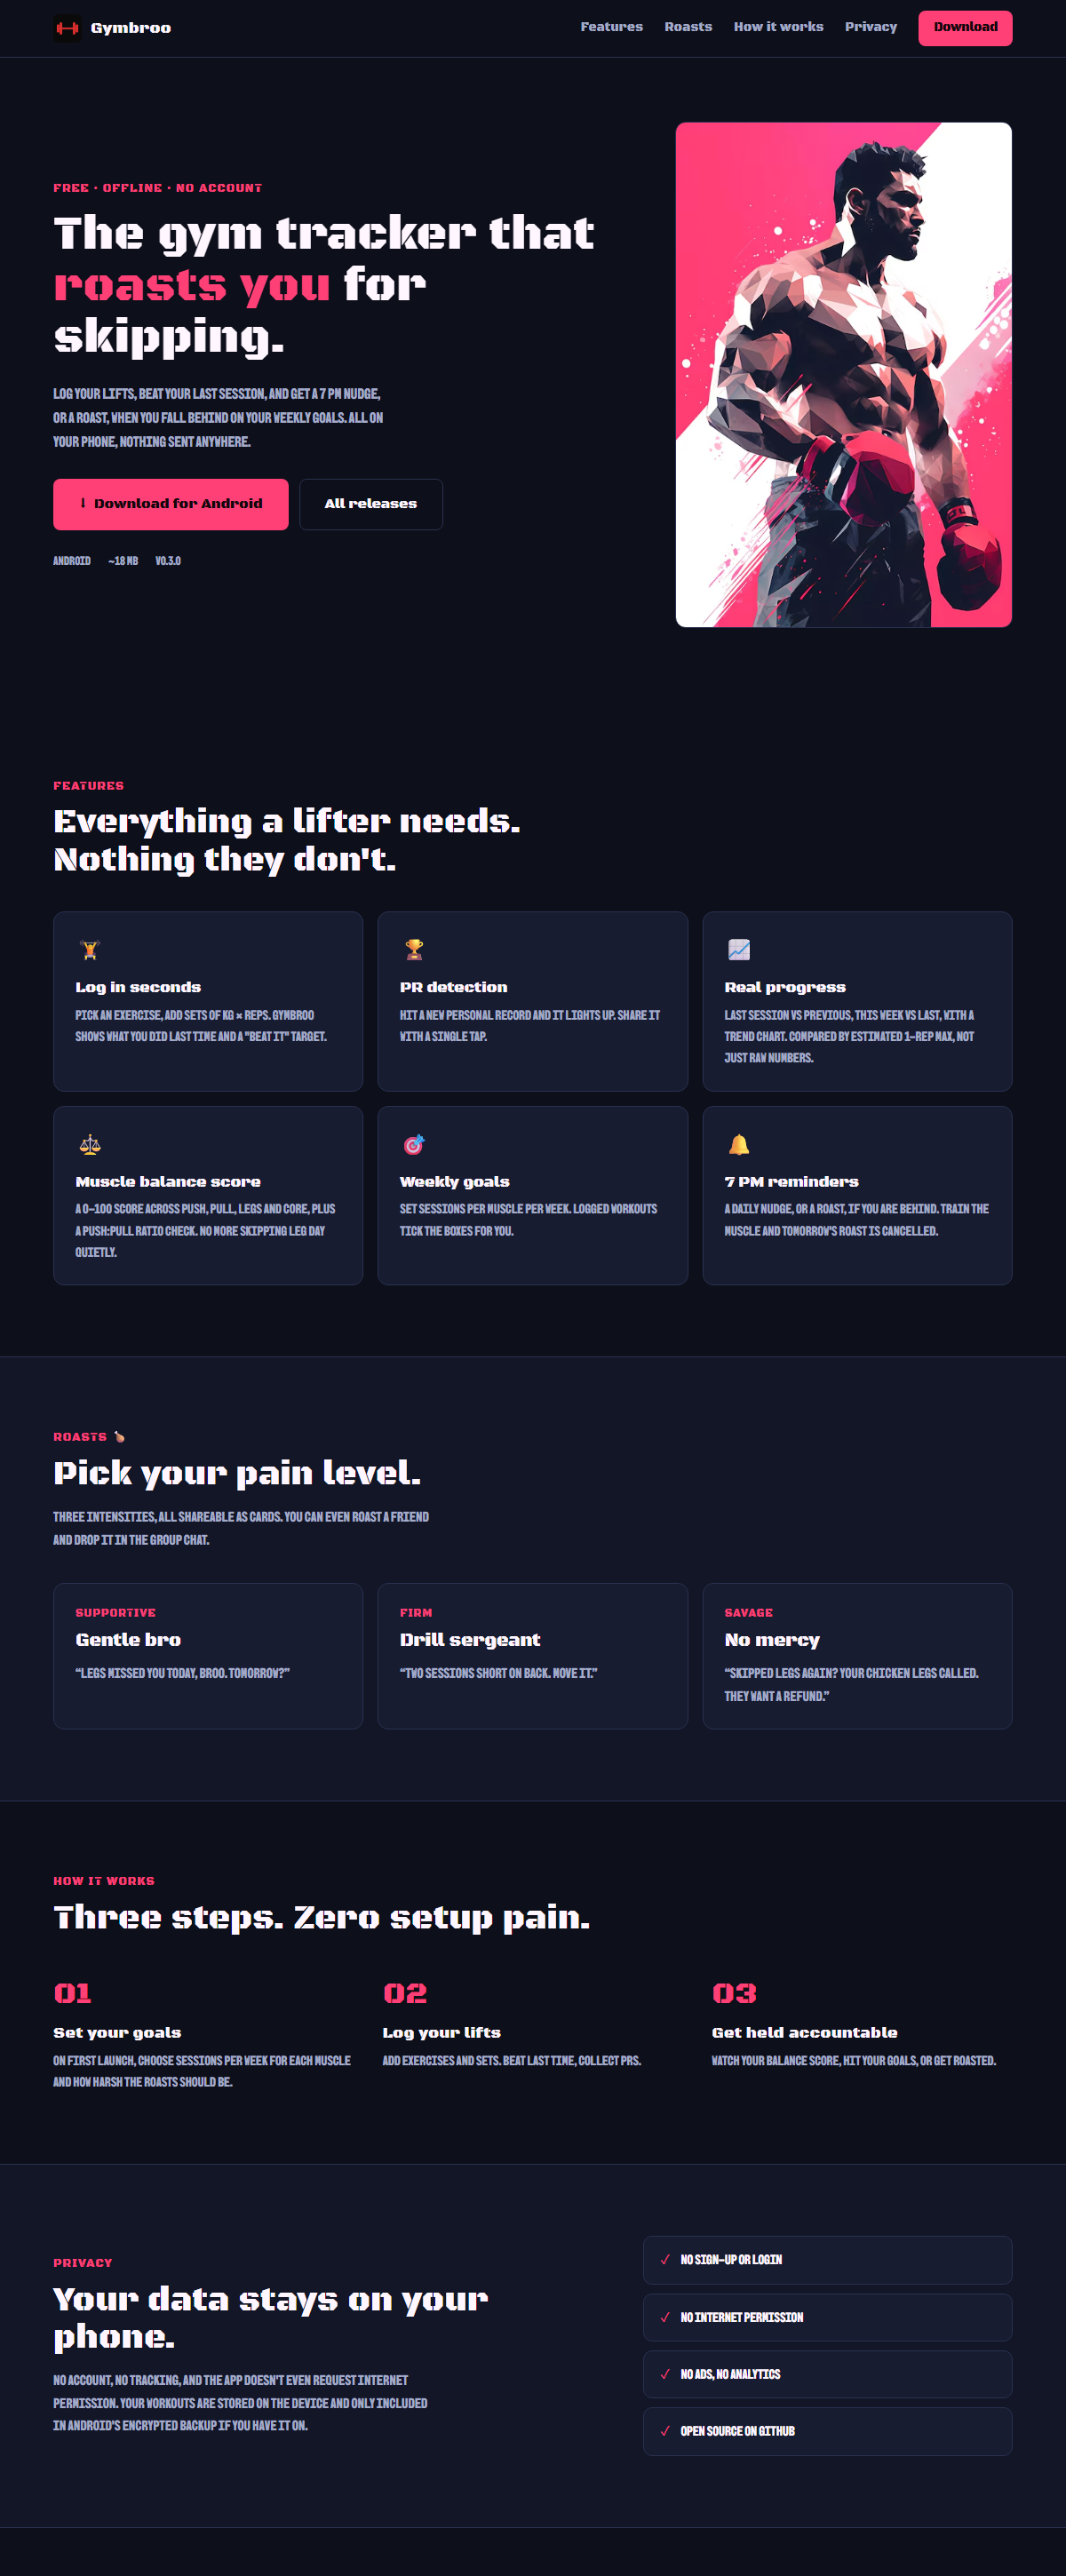 Gymbroo
Features
Roasts
How it works
Privacy
Download
FREE · OFFLINE · NO ACCOUNT
The gym tracker that
roasts you for
skipping.
LOG YOUR LIFTS, BEAT YOUR LAST SESSION, AND GET A 7 PM NUDGE,
OR A ROAST, WHEN YOU FALL BEHIND ON YOUR WEEKLY GOALS. ALL ON
YOUR PHONE, NOTHING SENT ANYWHERE.
⭳ Download for Android
All releases
ANDROID
~18 MB
V0.3.0
FEATURES
Everything a lifter needs.
Nothing they don't.
Log in seconds
PICK AN EXERCISE, ADD SETS OF KG × REPS. GYMBROO
SHOWS WHAT YOU DID LAST TIME AND A "BEAT IT" TARGET.
PR detection
HIT A NEW PERSONAL RECORD AND IT LIGHTS UP. SHARE IT
WITH A SINGLE TAP.
Real progress
LAST SESSION VS PREVIOUS, THIS WEEK VS LAST, WITH A
TREND CHART. COMPARED BY ESTIMATED 1-REP MAX, NOT
JUST RAW NUMBERS.
Muscle balance score
A 0–100 SCORE ACROSS PUSH, PULL, LEGS AND CORE, PLUS
A PUSH:PULL RATIO CHECK. NO MORE SKIPPING LEG DAY
QUIETLY.
Weekly goals
SET SESSIONS PER MUSCLE PER WEEK. LOGGED WORKOUTS
TICK THE BOXES FOR YOU.
7 PM reminders
A DAILY NUDGE, OR A ROAST, IF YOU ARE BEHIND. TRAIN THE
MUSCLE AND TOMORROW'S ROAST IS CANCELLED.
ROASTS 🍗
Pick your pain level.
THREE INTENSITIES, ALL SHAREABLE AS CARDS. YOU CAN EVEN ROAST A FRIEND
AND DROP IT IN THE GROUP CHAT.
SUPPORTIVE
Gentle bro
“LEGS MISSED YOU TODAY, BROO. TOMORROW?”
FIRM
Drill sergeant
“TWO SESSIONS SHORT ON BACK. MOVE IT.”
SAVAGE
No mercy
“SKIPPED LEGS AGAIN? YOUR CHICKEN LEGS CALLED.
THEY WANT A REFUND.”
HOW IT WORKS
Three steps. Zero setup pain.
01
Set your goals
ON FIRST LAUNCH, CHOOSE SESSIONS PER WEEK FOR EACH MUSCLE
AND HOW HARSH THE ROASTS SHOULD BE.
02
Log your lifts
ADD EXERCISES AND SETS. BEAT LAST TIME, COLLECT PRS.
03
Get held accountable
WATCH YOUR BALANCE SCORE, HIT YOUR GOALS, OR GET ROASTED.
PRIVACY
Your data stays on your
phone.
NO ACCOUNT, NO TRACKING, AND THE APP DOESN'T EVEN REQUEST INTERNET
PERMISSION. YOUR WORKOUTS ARE STORED ON THE DEVICE AND ONLY INCLUDED
IN ANDROID'S ENCRYPTED BACKUP IF YOU HAVE IT ON.
✓ NO SIGN-UP OR LOGIN
✓ NO INTERNET PERMISSION
✓ NO ADS, NO ANALYTICS
✓ OPEN SOURCE ON GITHUB